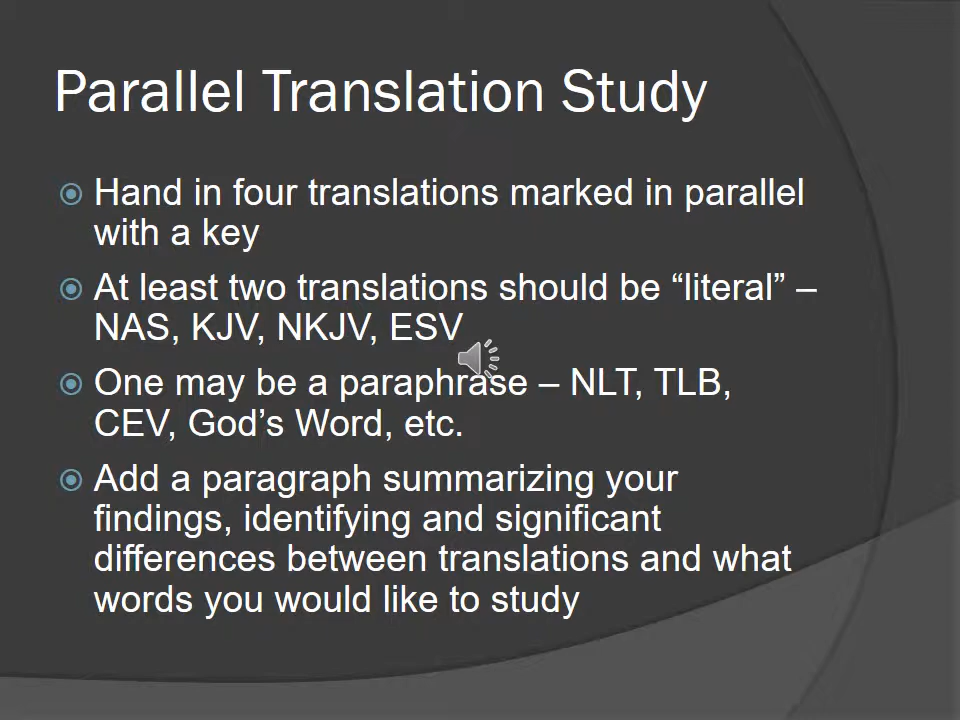 Parallel Translation Study
Hand in four translations marked in parallel
with a key
At least two translations should be “literal” –
NAS, KJV, NKJV, ESV
One may be a paraphrase – NLT, TLB,
CEV, God’s Word, etc.
Add a paragraph summarizing your
findings, identifying and significant
differences between translations and what
words you would like to study